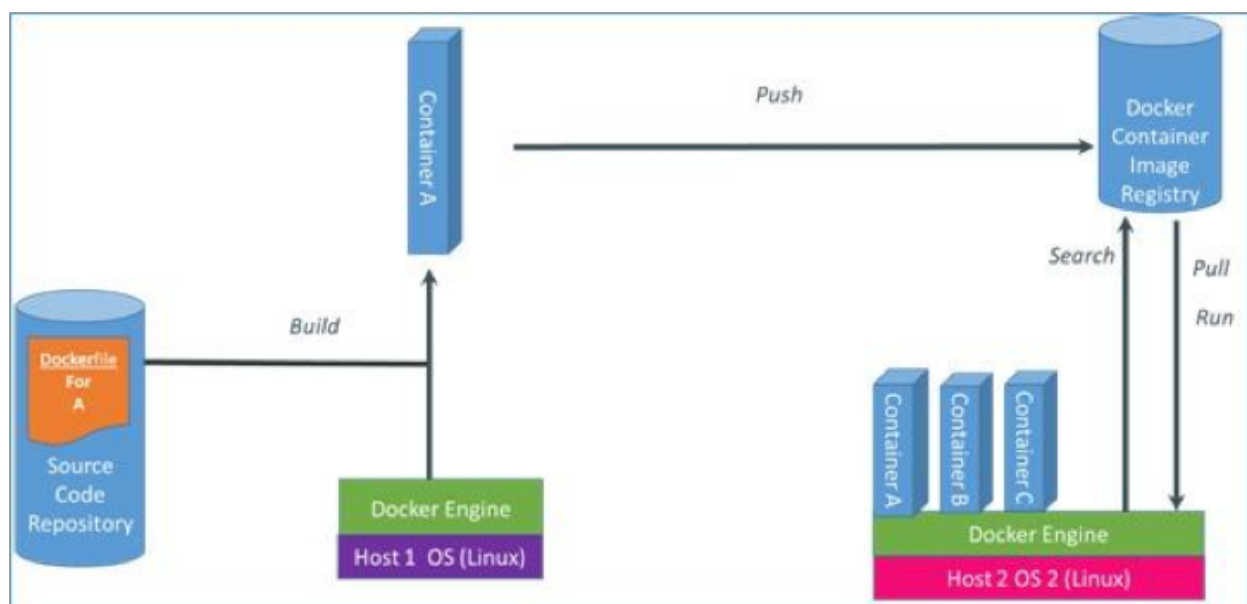 Container A
Push
Docker
Container
Image
Registry
Search
Pull
Run
Build
Dockerfile
For
A
Source
Code
Repository
Docker Engine
Host 1 OS (Linux)
Container A
Container B
Container C
Docker Engine
Host 2 OS 2 (Linux)